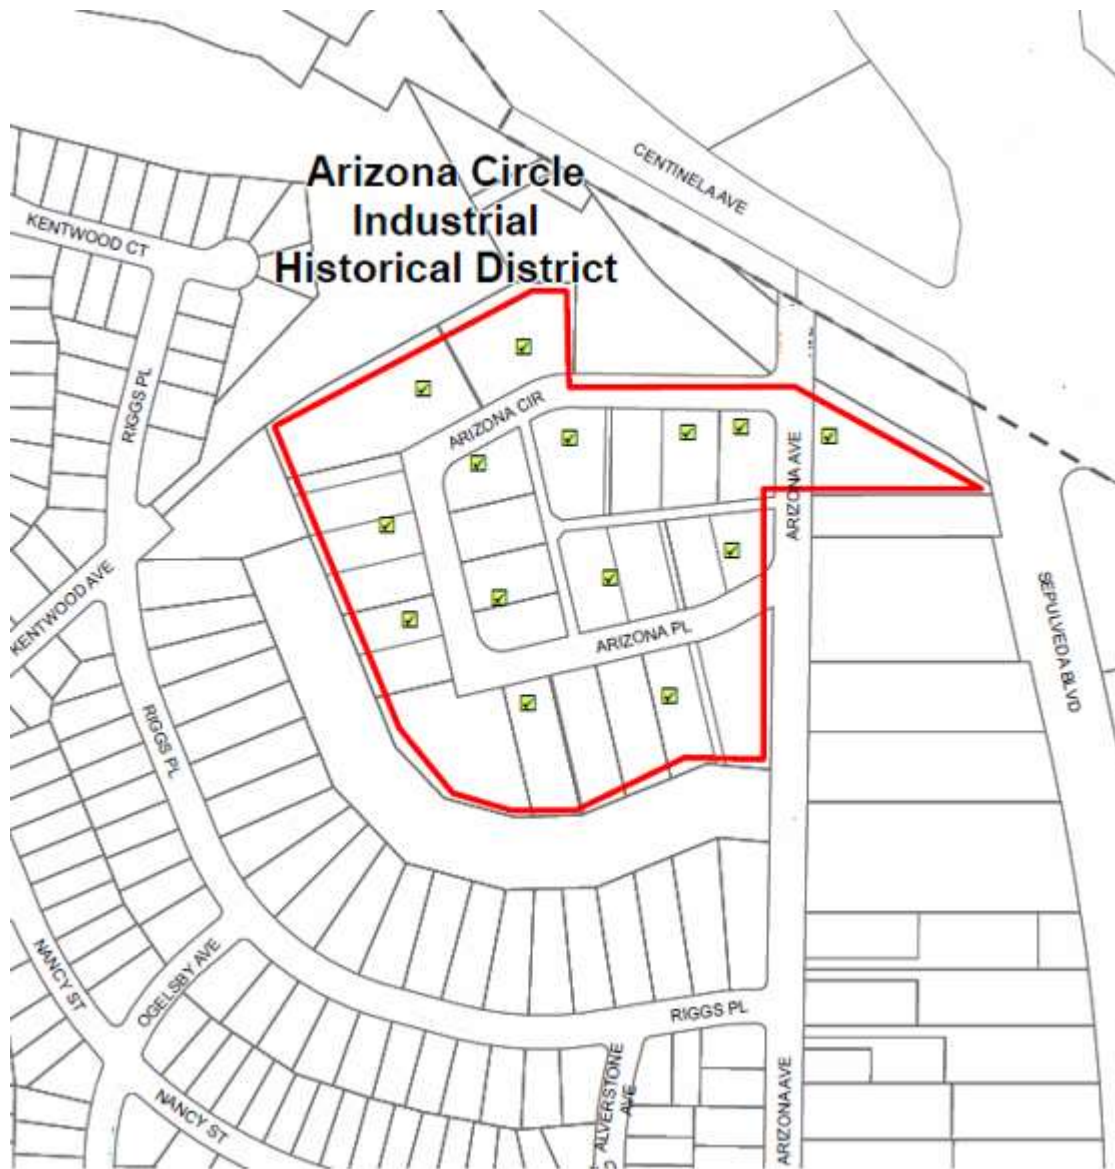 Arizona Circle
Industrial
Historical District
CENTINELA AVE
KENTWOOD CT
RIGGS PL
ARIZONA CIR
ARIZONA AVE
KENTWOOD AVE
ARIZONA PL
SEPULVEDA BLVD
RIGGS PL
NANCY ST
OGELSBY AVE
RIGGS PL
ALVERSTONE
AVE
ARIZONA AVE
NANCY ST